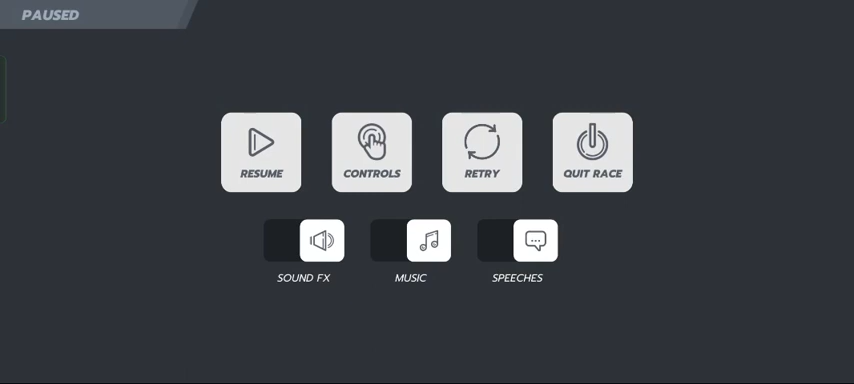 PAUSED
RESUME
CONTROLS
RETRY
QUIT RACE
SOUND FX
MUSIC
SPEECHES